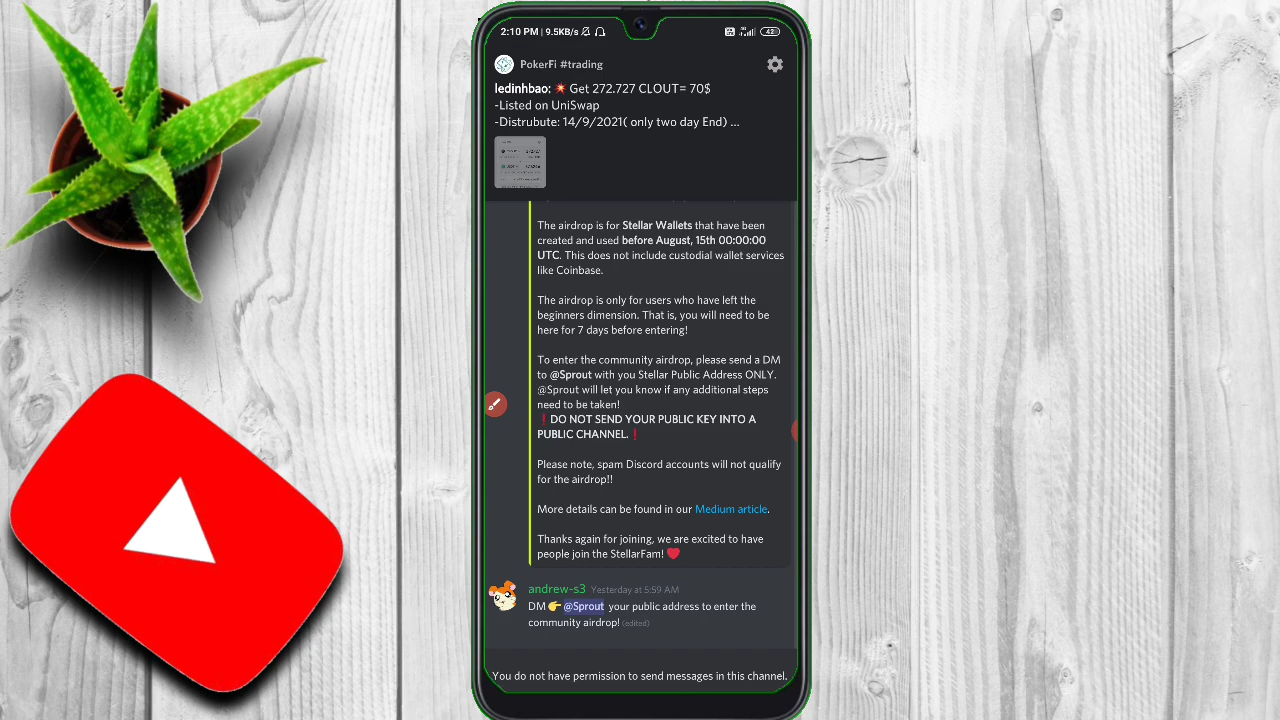 2:10 PM | 9.5KB/s
42
PokerFi #trading
ledinhbao: 💥 Get 272.727 CLOUT= 70$
-Listed on UniSwap
-Distrubute: 14/9/2021( only two day End) ...
The airdrop is for Stellar Wallets that have been
created and used before August, 15th 00:00:00
UTC. This does not include custodial wallet services
like Coinbase.
The airdrop is only for users who have left the
beginners dimension. That is, you will need to be
here for 7 days before entering!
To enter the community airdrop, please send a DM
to @Sprout with you Stellar Public Address ONLY.
@Sprout will let you know if any additional steps
need to be taken!
❗DO NOT SEND YOUR PUBLIC KEY INTO A
PUBLIC CHANNEL.❗
Please note, spam Discord accounts will not qualify
for the airdrop!!
More details can be found in our Medium article.
Thanks again for joining, we are excited to have
people join the StellarFam! ❤️
andrew-s3 Yesterday at 5:59 AM
DM 👉 @Sprout your public address to enter the
community airdrop! (edited)
You do not have permission to send messages in this channel.